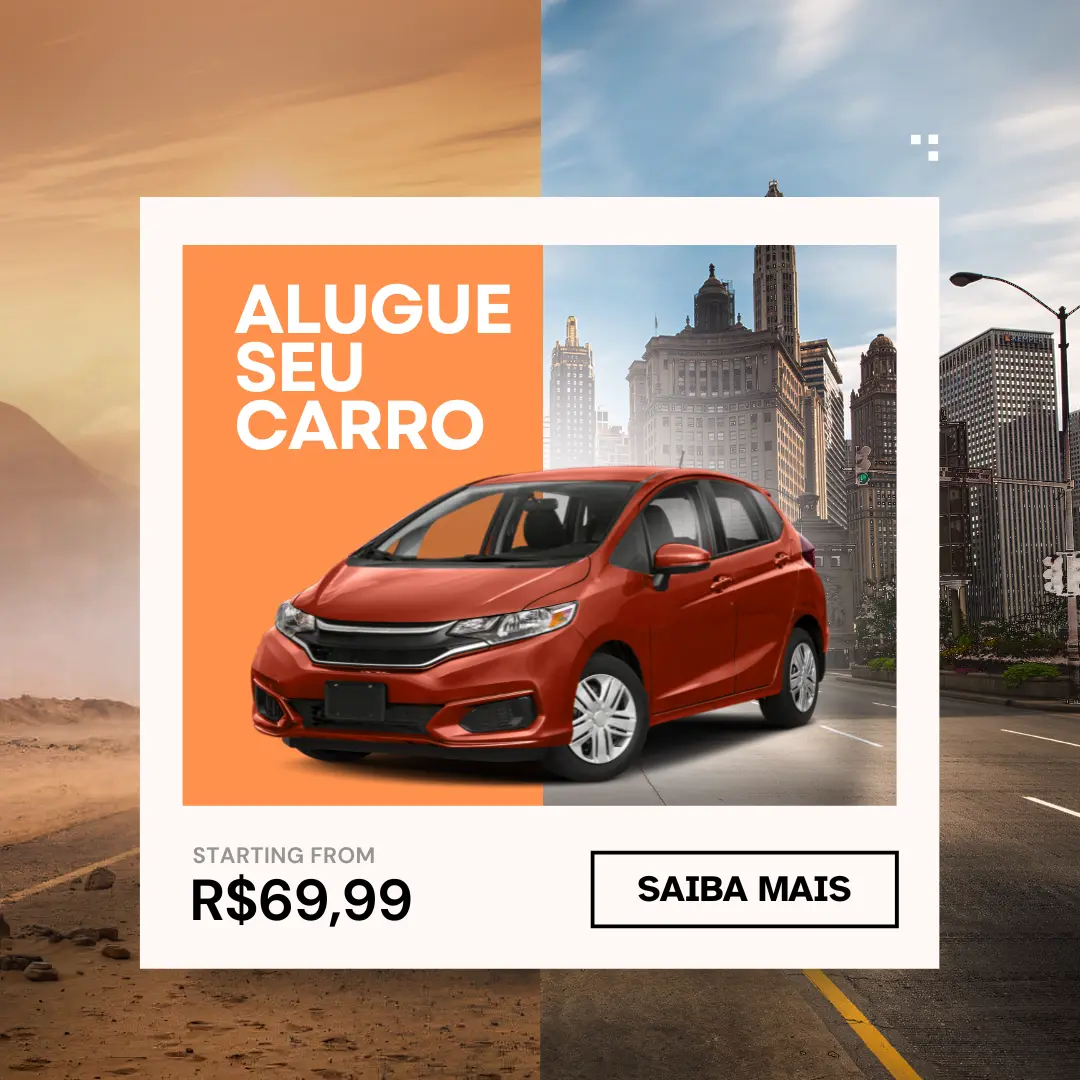 ALUGUE
SEU
CARRO
STARTING FROM
R$69,99
SAIBA MAIS